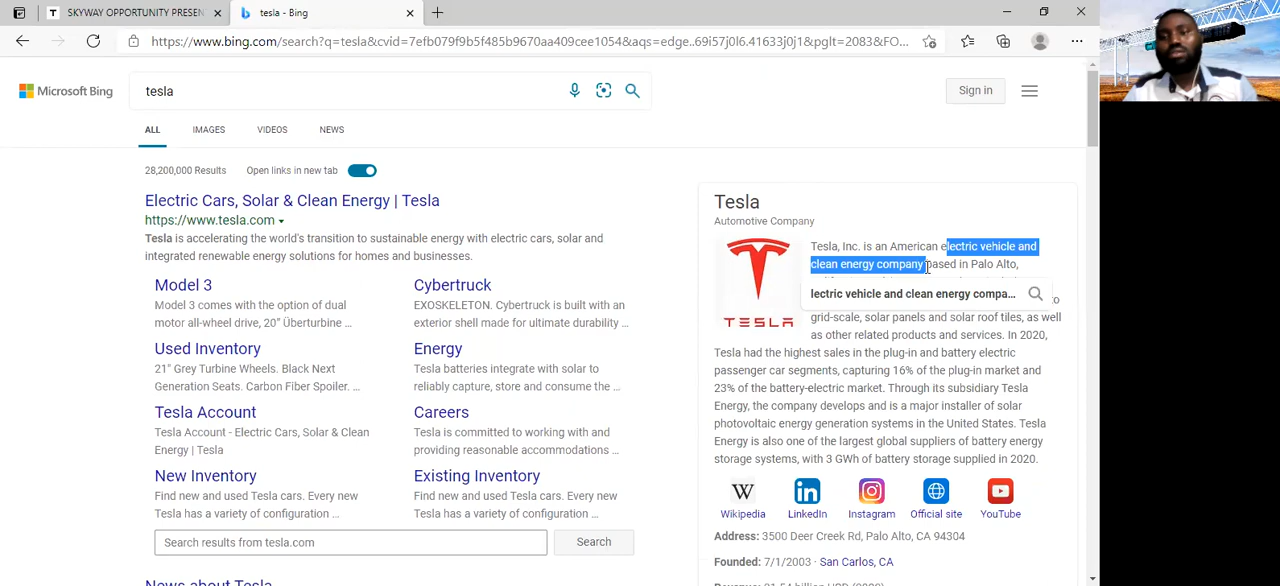 SKYWAY OPPORTUNITY PRESEN
tesla - Bing
https://www.bing.com/search?q=tesla&cvid=7efb079f9b5f485b9670aa409cee1054&aqs=edge..69i57j0l6.41633j0j1&pglt=2083&FO...
Microsoft Bing
tesla
Sign in
ALL
IMAGES
VIDEOS
NEWS
28,200,000 Results
Open links in new tab
Electric Cars, Solar & Clean Energy | Tesla
https://www.tesla.com
Tesla is accelerating the world's transition to sustainable energy with electric cars, solar and
integrated renewable energy solutions for homes and businesses.
Model 3
Model 3 comes with the option of dual
motor all-wheel drive, 20" Überturbine ...
Cybertruck
EXOSKELETON. Cybertruck is built with an
exterior shell made for ultimate durability ...
Used Inventory
21" Grey Turbine Wheels. Black Next
Generation Seats. Carbon Fiber Spoiler. ...
Energy
Tesla batteries integrate with solar to
reliably capture, store and consume the ...
Tesla Account
Tesla Account - Electric Cars, Solar & Clean
Energy | Tesla
Careers
Tesla is committed to working with and
providing reasonable accommodations ...
New Inventory
Find new and used Tesla cars. Every new
Tesla has a variety of configuration ...
Existing Inventory
Find new and used Tesla cars. Every new
Tesla has a variety of configuration ...
Search results from tesla.com
Search
News about Tesla
Tesla
Automotive Company
TESLA
Tesla, Inc. is an American electric vehicle and
clean energy company based in Palo Alto,
lectric vehicle and clean energy compa...
to
grid-scale, solar panels and solar roof tiles, as well
as other related products and services. In 2020,
Tesla had the highest sales in the plug-in and battery electric
passenger car segments, capturing 16% of the plug-in market and
23% of the battery-electric market. Through its subsidiary Tesla
Energy, the company develops and is a major installer of solar
photovoltaic energy generation systems in the United States. Tesla
Energy is also one of the largest global suppliers of battery energy
storage systems, with 3 GWh of battery storage supplied in 2020.
Wikipedia
LinkedIn
Instagram
Official site
YouTube
Address: 3500 Deer Creek Rd, Palo Alto, CA 94304
Founded: 7/1/2003 · San Carlos, CA